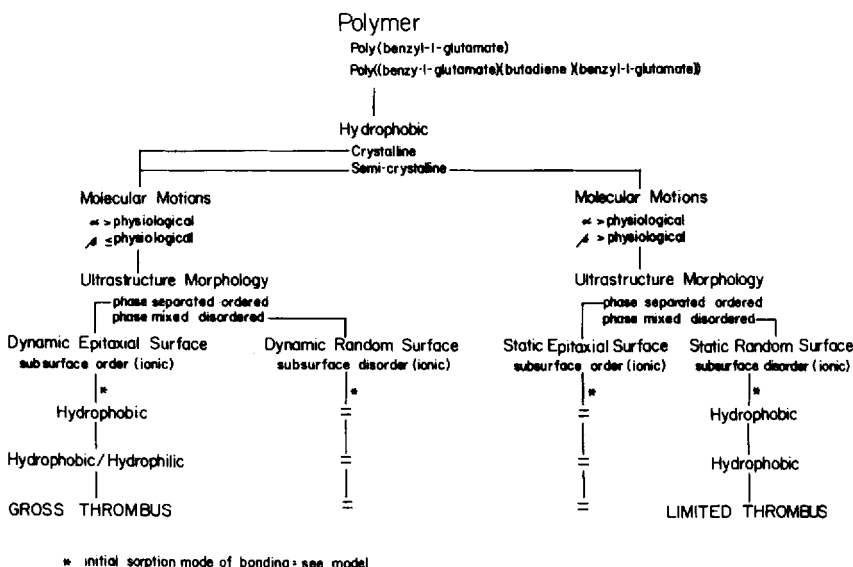 Polymer
Poly(benzyl-l-glutamate)
Poly((benzy-l-glutamate)(butadiene)(benzyl-l-glutamate))
Hydrophobic
Crystalline
Semi-crystalline
Molecular Motions
α > physiological
β ≤ physiological
Ultrastructure Morphology
phase separated ordered
phase mixed disordered
Dynamic Epitaxial Surface
subsurface order (ionic)
*
Hydrophobic
Hydrophobic/Hydrophilic
GROSS THROMBUS
Dynamic Random Surface
subsurface disorder (ionic)
*
=
=
=
Molecular Motions
α > physiological
β > physiological
Ultrastructure Morphology
phase separated ordered
phase mixed disordered
Static Epitaxial Surface
subsurface order (ionic)
*
=
=
=
Static Random Surface
subsurface disorder (ionic)
*
Hydrophobic
Hydrophobic
LIMITED THROMBUS
* initial sorption mode of bonding: see model